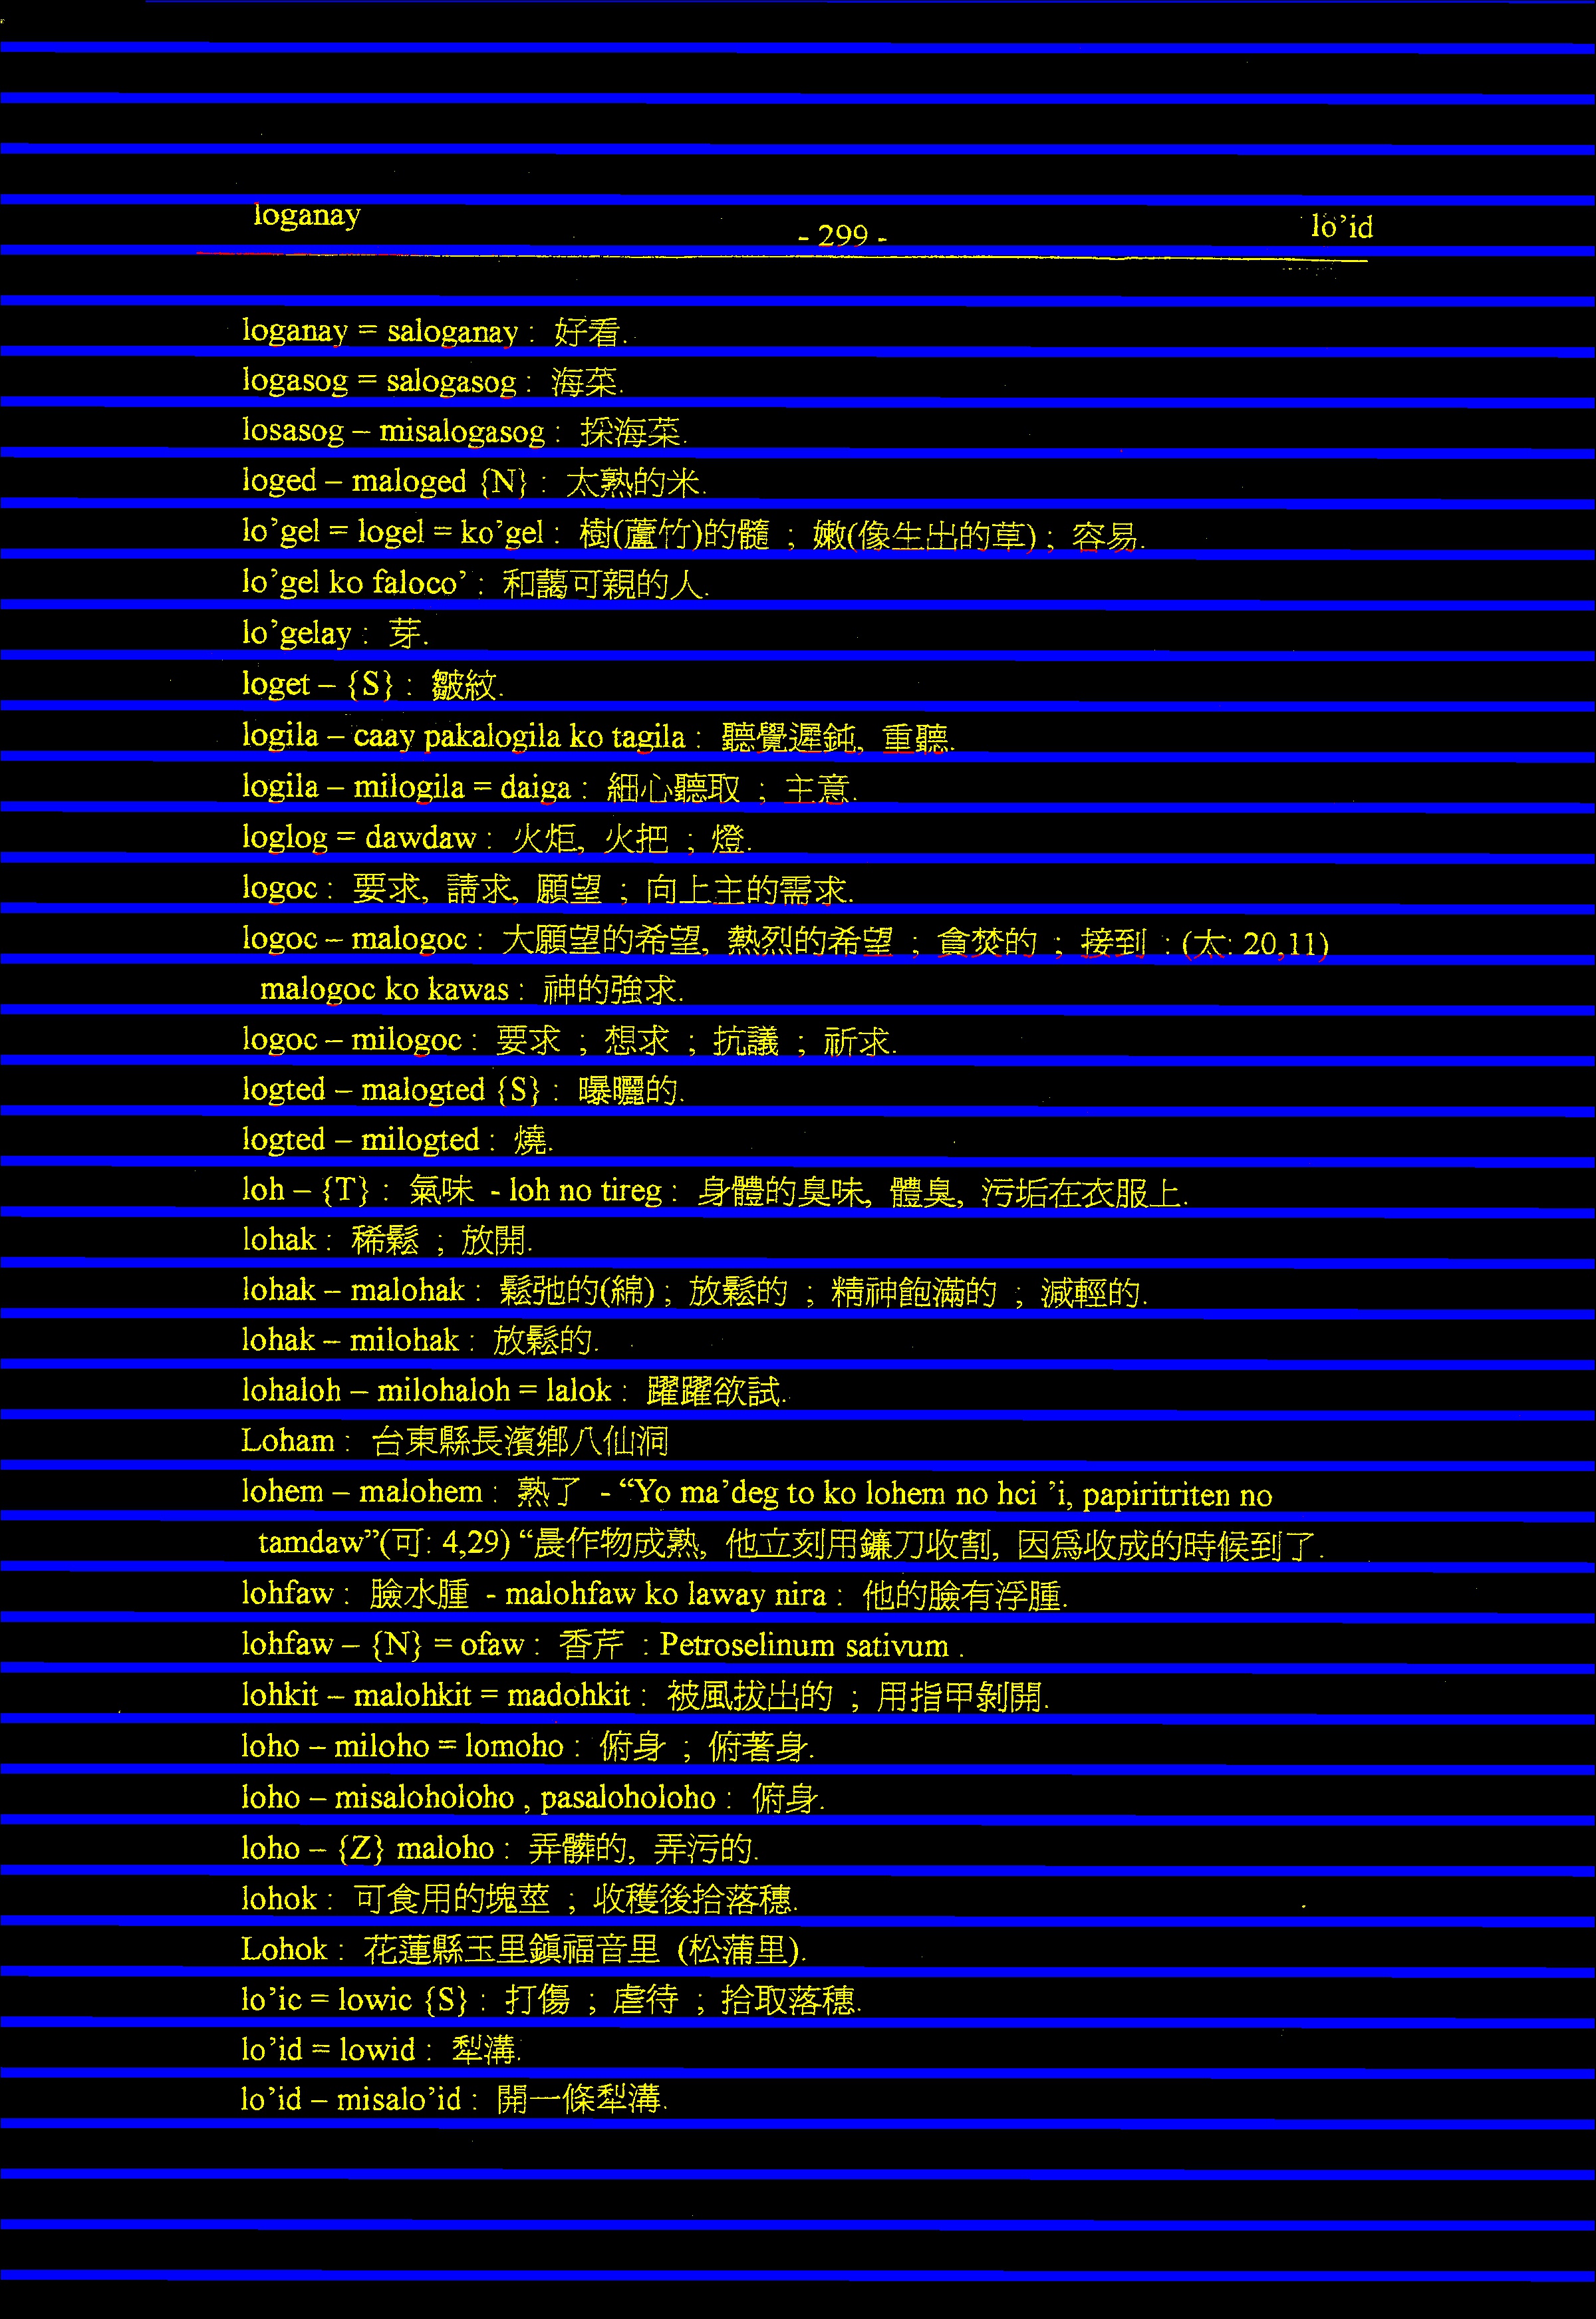 loganay - 299 - lo’id
loganay = saloganay : 好看.
logasog = salogasog : 海菜.
losasog – misalogasog : 採海菜.
loged – maloged {N} : 太熟的米.
lo’gel = logel = ko’gel : 樹(蘆竹)的髓 ; 嫩(像生出的草) ; 容易.
lo’gel ko faloco’ : 和藹可親的人.
lo’gelay : 芽.
loget – {S} : 皺紋.
logila – caay pakalogila ko tagila : 聽覺遲鈍, 重聽.
logila – milogila = daiga : 細心聽取 ; 主意.
loglog = dawdaw : 火炬, 火把 ; 燈.
logoc : 要求, 請求, 願望 ; 向上主的需求.
logoc – malogoc : 大願望的希望, 熱烈的希望 ; 貪焚的 ; 接到 : (太: 20,11)
malogoc ko kawas : 神的強求.
logoc – milogoc : 要求 ; 想求 ; 抗議 ; 祈求.
logted – malogted {S} : 曝曬的.
logted – milogted : 燒.
loh – {T} : 氣味 - loh no tireg : 身體的臭味, 體臭, 污垢在衣服上.
lohak : 稀鬆 ; 放開.
lohak – malohak : 鬆弛的(綿) ; 放鬆的 ; 精神飽滿的 ; 減輕的.
lohak – milohak : 放鬆的.
lohaloh – milohaloh = lalok : 躍躍欲試.
Loham : 台東縣長濱鄉八仙洞
lohem – malohem : 熟了 - “Yo ma’deg to ko lohem no hci ’i, papiritriten no
tamdaw”(可: 4,29) “晨作物成熟, 他立刻用鐮刀收割, 因爲收成的時候到了.
lohfaw : 臉水腫 - malohfaw ko laway nira : 他的臉有浮腫.
lohfaw – {N} = ofaw : 香芹 : Petroselinum sativum .
lohkit – malohkit = madohkit : 被風拔出的 ; 用指甲剝開.
loho – miloho = lomoho : 俯身 ; 俯著身.
loho – misaloholoho , pasaloholoho : 俯身.
loho – {Z} maloho : 弄髒的, 弄污的.
lohok : 可食用的塊莖 ; 收穫後拾落穗.
Lohok : 花蓮縣玉里鎭福音里 (松蒲里).
lo’ic = lowic {S} : 打傷 ; 虐待 ; 拾取落穗.
lo’id = lowid : 犁溝.
lo’id – misalo’id : 開一條犁溝.